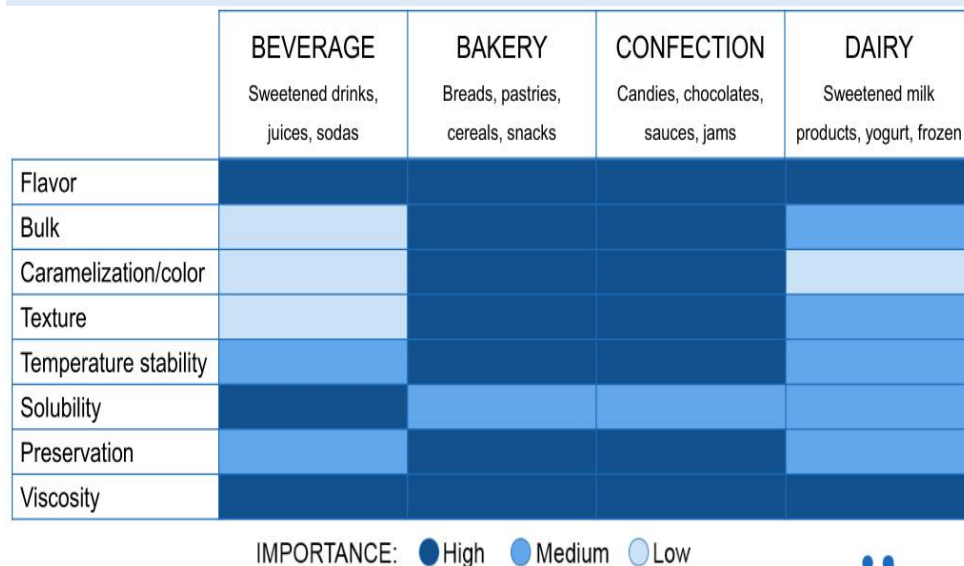 BEVERAGE
Sweetened drinks,
juices, sodas
BAKERY
Breads, pastries,
cereals, snacks
CONFECTION
Candies, chocolates,
sauces, jams
DAIRY
Sweetened milk
products, yogurt, frozen
Flavor
Bulk
Caramelization/color
Texture
Temperature stability
Solubility
Preservation
Viscosity
IMPORTANCE: High Medium Low